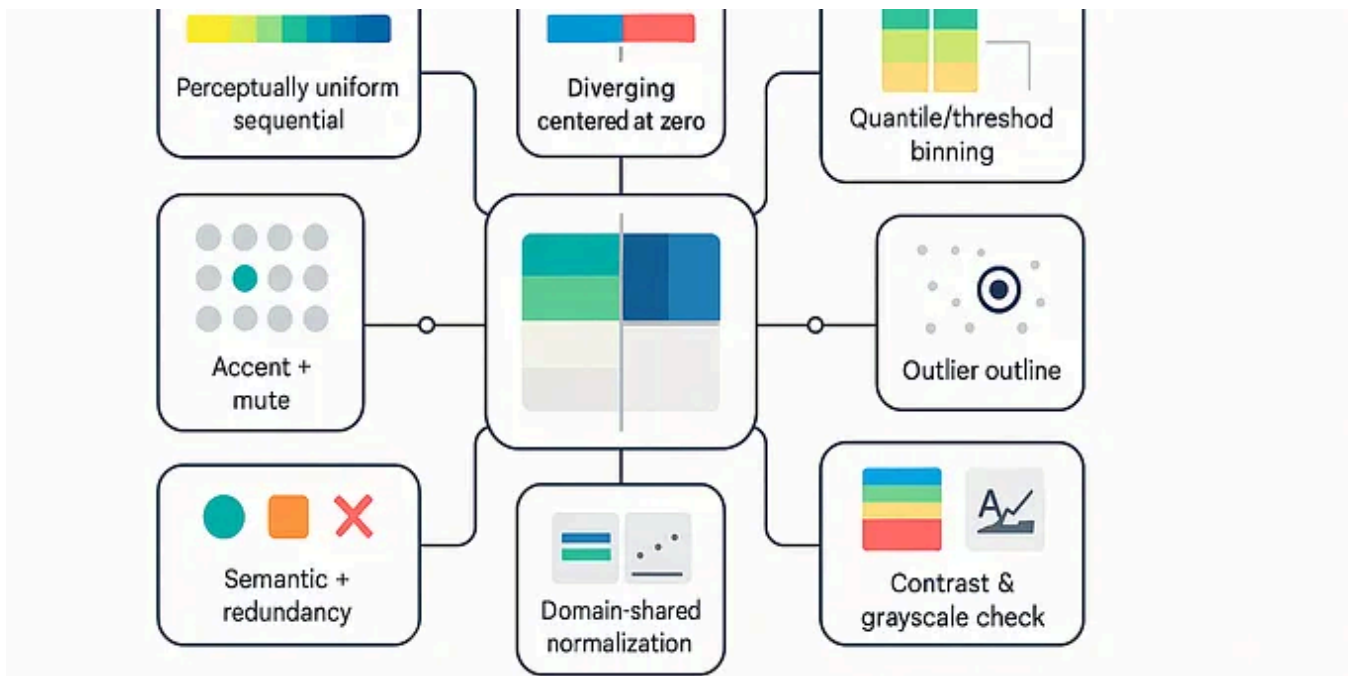 Perceptually uniform
sequential
Diverging
centered at zero
Quantile/threshod
binning
Accent +
mute
Outlier outline
Semantic +
redundancy
Domain-shared
normalization
A
Contrast &
grayscale check